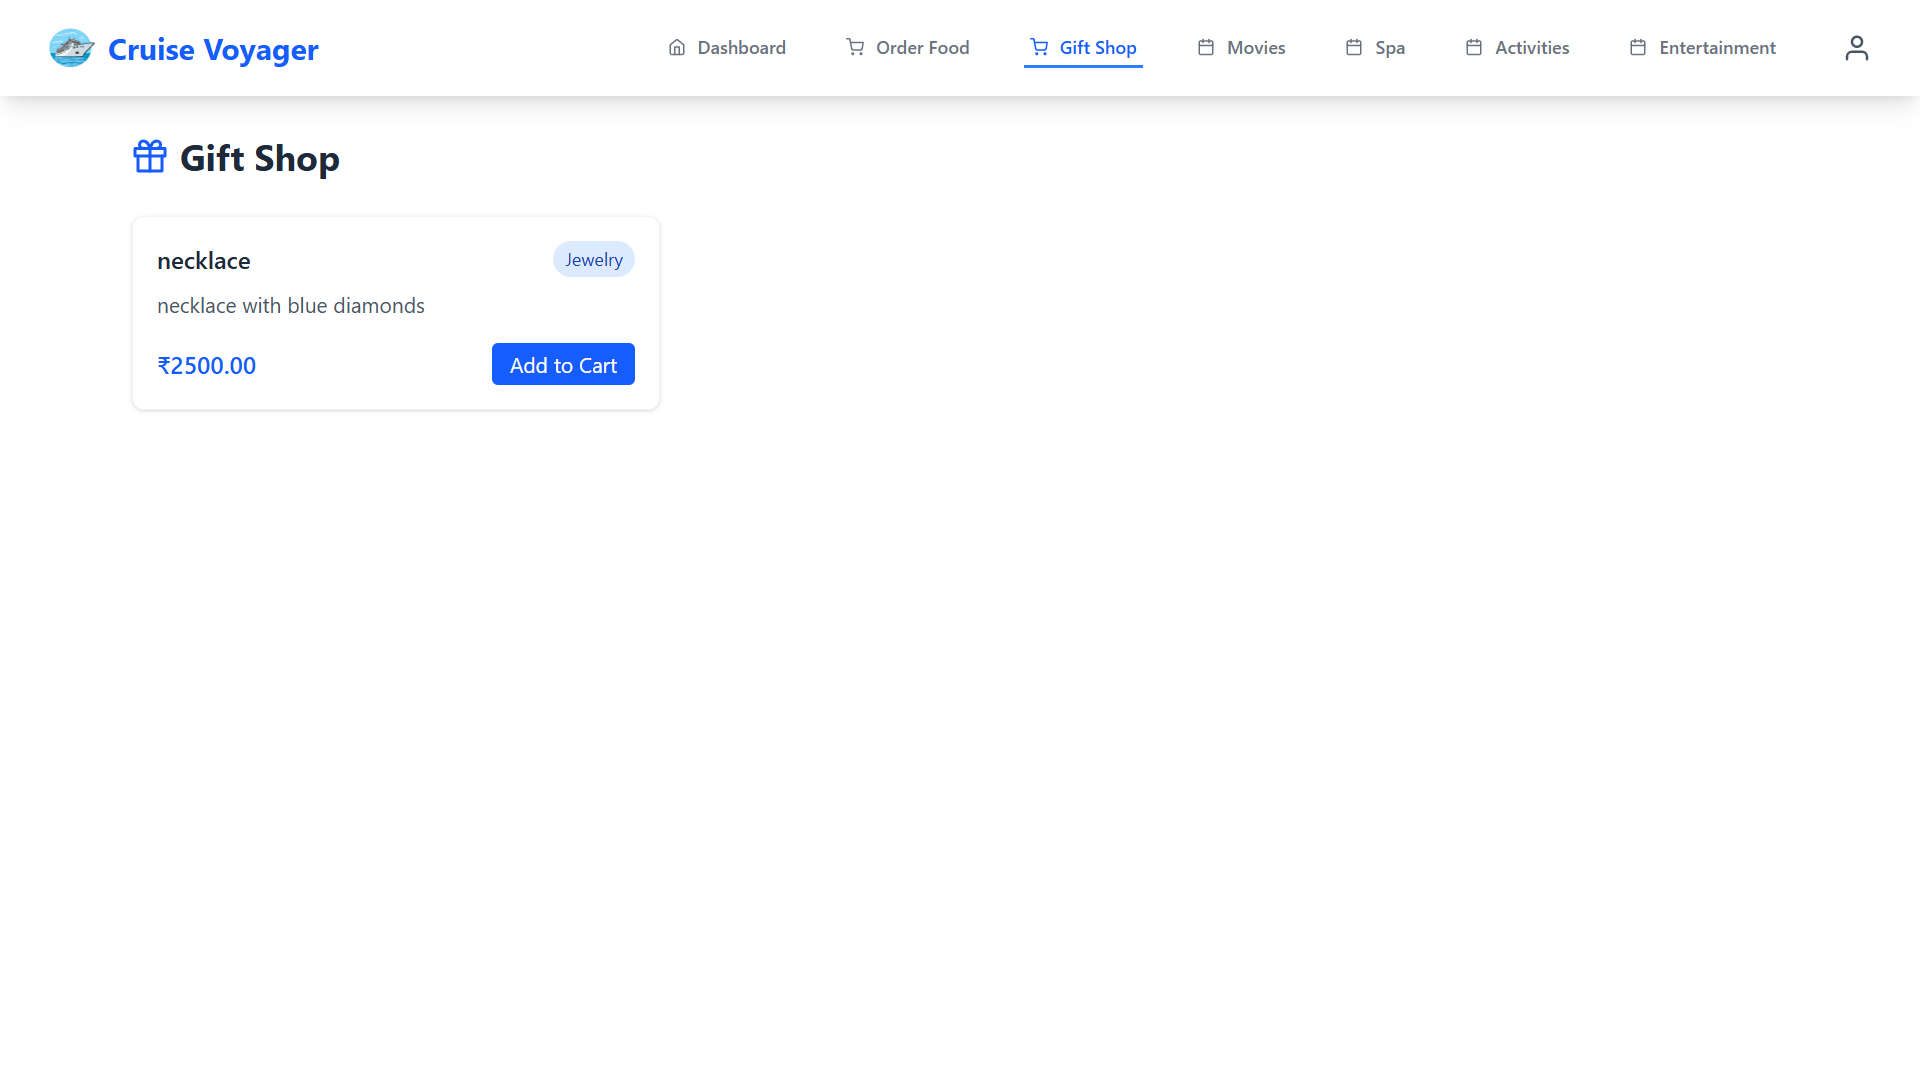 Cruise Voyager
Dashboard
Order Food
Gift Shop
Movies
Spa
Activities
Entertainment
Gift Shop
necklace
Jewelry
necklace with blue diamonds
₹2500.00
Add to Cart